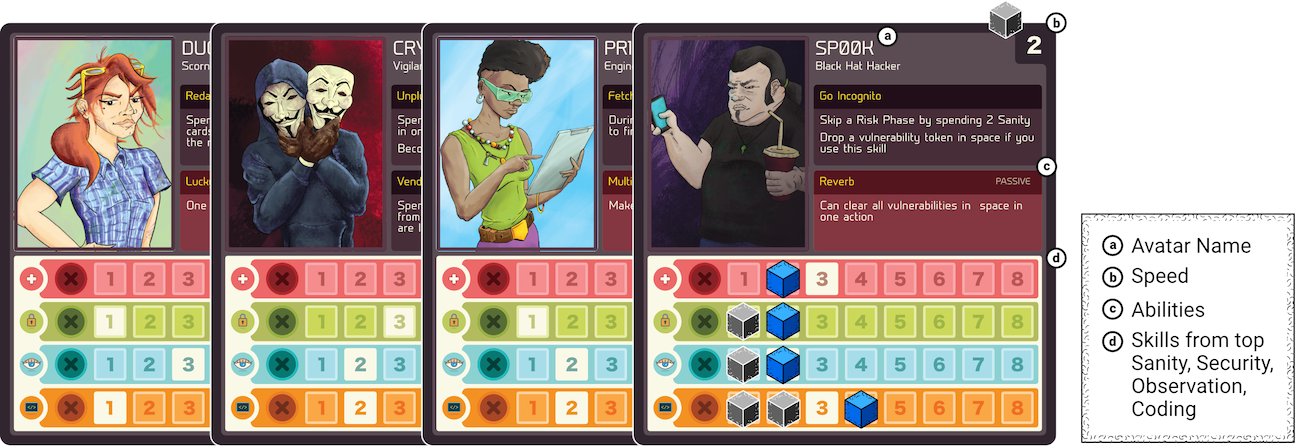 DUC
Scorn
Reda
Spen
cards
the
Luck
One
1 2 3
1 2 3
1 2 3
1 2 3
CRY
Vigilan
Unpl
Spen
in on
Beco
Vend
Spen
from
are l
1 2 3
1 2 3
1 2 3
</> 1 2 3
PRI
Engin
Fetch
Durin
to fi
Multi
Make
1 2 3
1 2 3
1 2 3
</> 1 2 3
SP00K
Black Hat Hacker
a
b
2
Go Incognito
Skip a Risk Phase by spending 2 Sanity
Drop a vulnerability token in space if you
use this skill
c
Reverb PASSIVE
Can clear all vulnerabilities in space in
one action
d
1 3 4 5 6 7 8
3 4 5 6 7 8
3 4 5 6 7 8
</> 3 5 6 7 8
a Avatar Name
b Speed
c Abilities
d Skills from top
Sanity, Security,
Observation,
Coding